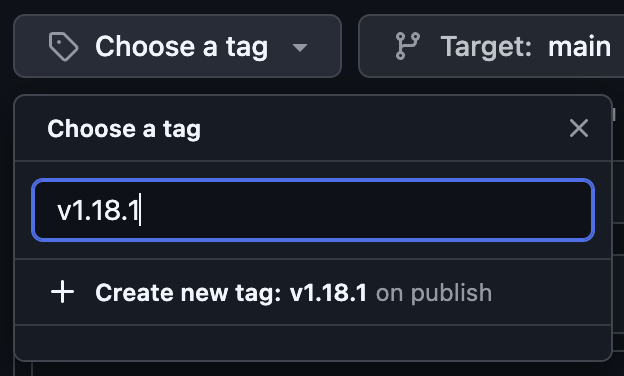 Choose a tag
Target: main
Choose a tag
v1.18.1
Create new tag: v1.18.1 on publish